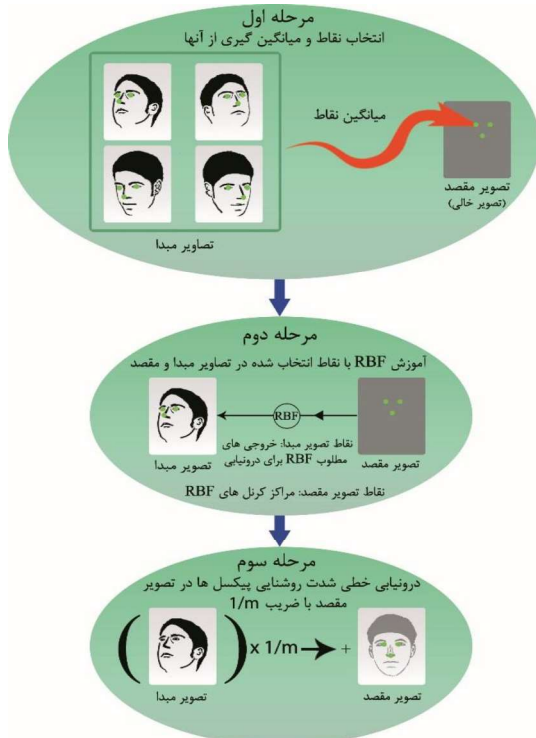 مرحله اول
انتخاب نقاط و میانگین گیری از آنها
میانگین نقاط
تصویر مقصد
(تصویر خالی)
تصاویر مبدا
مرحله دوم
آموزش RBF با نقاط انتخاب شده در تصاویر مبدا و مقصد
RBF
نقاط تصویر مبدا: خروجی های
مطلوب RBF برای درونیابی
تصویر مبدا
تصویر مقصد
نقاط تصویر مقصد: مراکز کرنل های RBF
مرحله سوم
درونیابی خطی شدت روشنایی پیکسل ها در تصویر
مقصد با ضریب 1/m
( ) x 1/m +
تصویر مبدا
تصویر مقصد